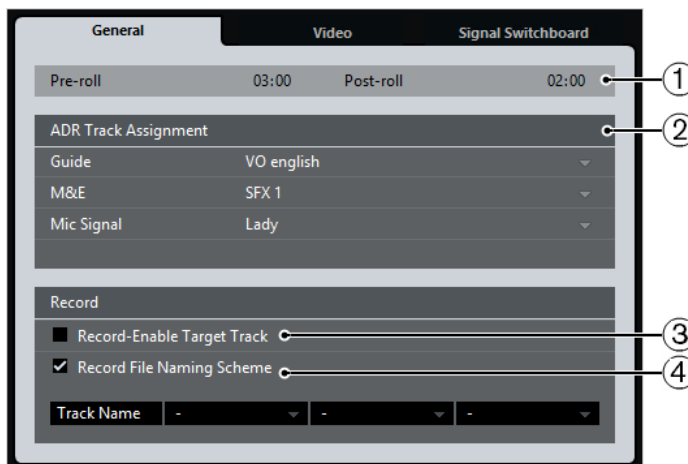 General Video Signal Switchboard
Pre-roll 03:00 Post-roll 02:00 1
ADR Track Assignment 2
Guide VO english
M&E SFX 1
Mic Signal Lady
Record
Record-Enable Target Track 3
Record File Naming Scheme 4
Track Name - - -